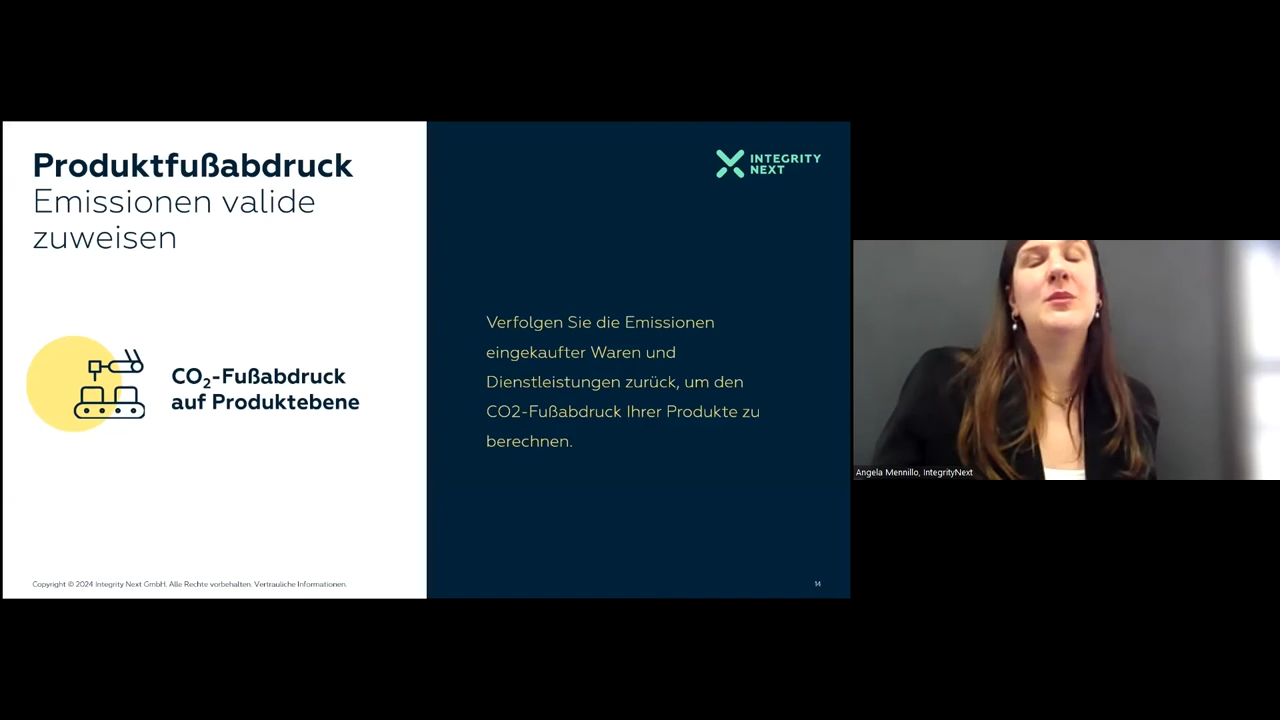 Produktfußabdruck
Emissionen valide
zuweisen
CO₂-Fußabdruck
auf Produktebene
Copyright © 2024 Integrity Next GmbH. Alle Rechte vorbehalten. Vertrauliche Informationen.
INTEGRITY
NEXT
Verfolgen Sie die Emissionen
eingekaufter Waren und
Dienstleistungen zurück, um den
CO2-Fußabdruck Ihrer Produkte zu
berechnen.
14
Angela Mennillo, IntegrityNext